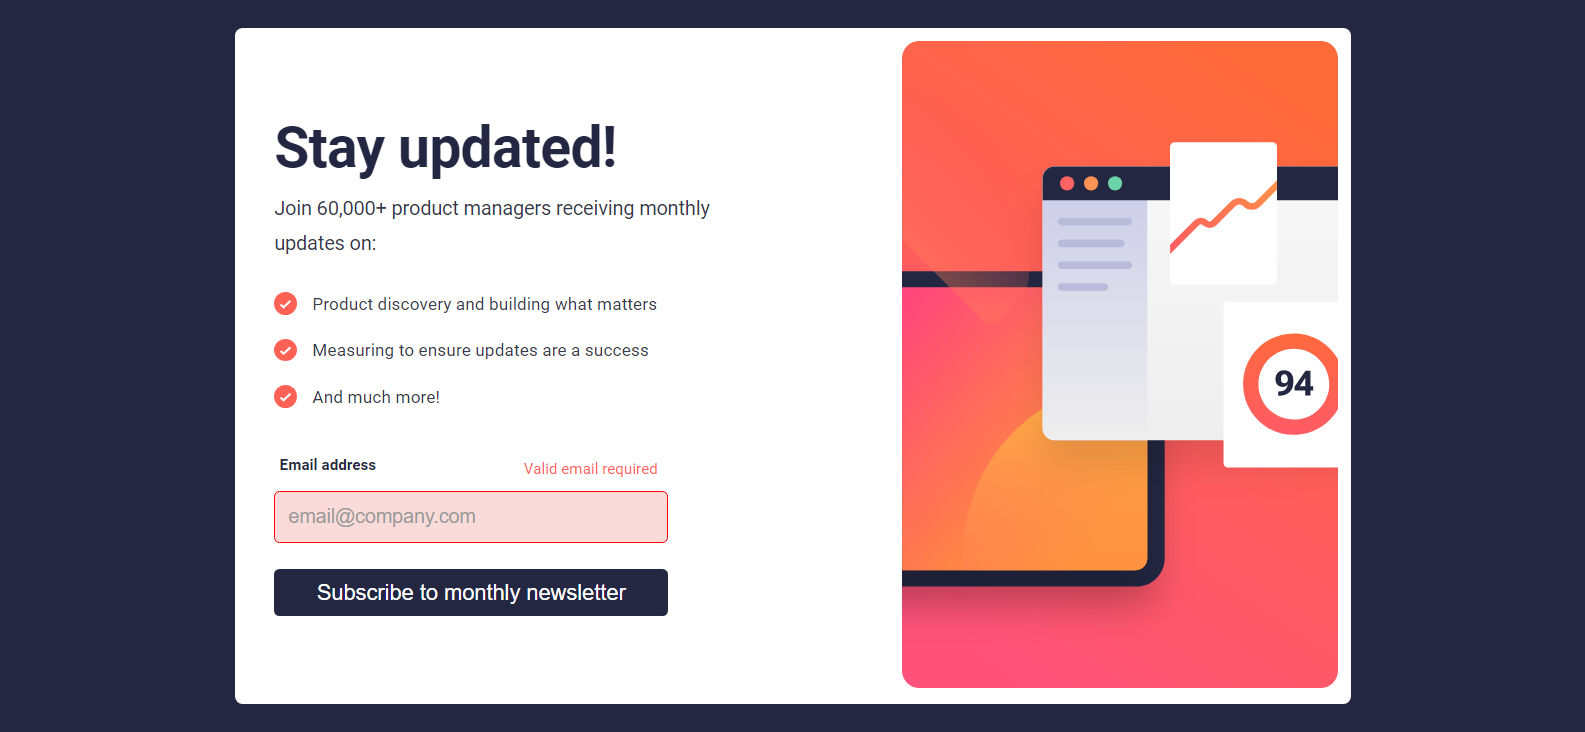 Stay updated!
Join 60,000+ product managers receiving monthly
updates on:
Product discovery and building what matters
Measuring to ensure updates are a success
And much more!
Email address
Valid email required
email@company.com
Subscribe to monthly newsletter
94